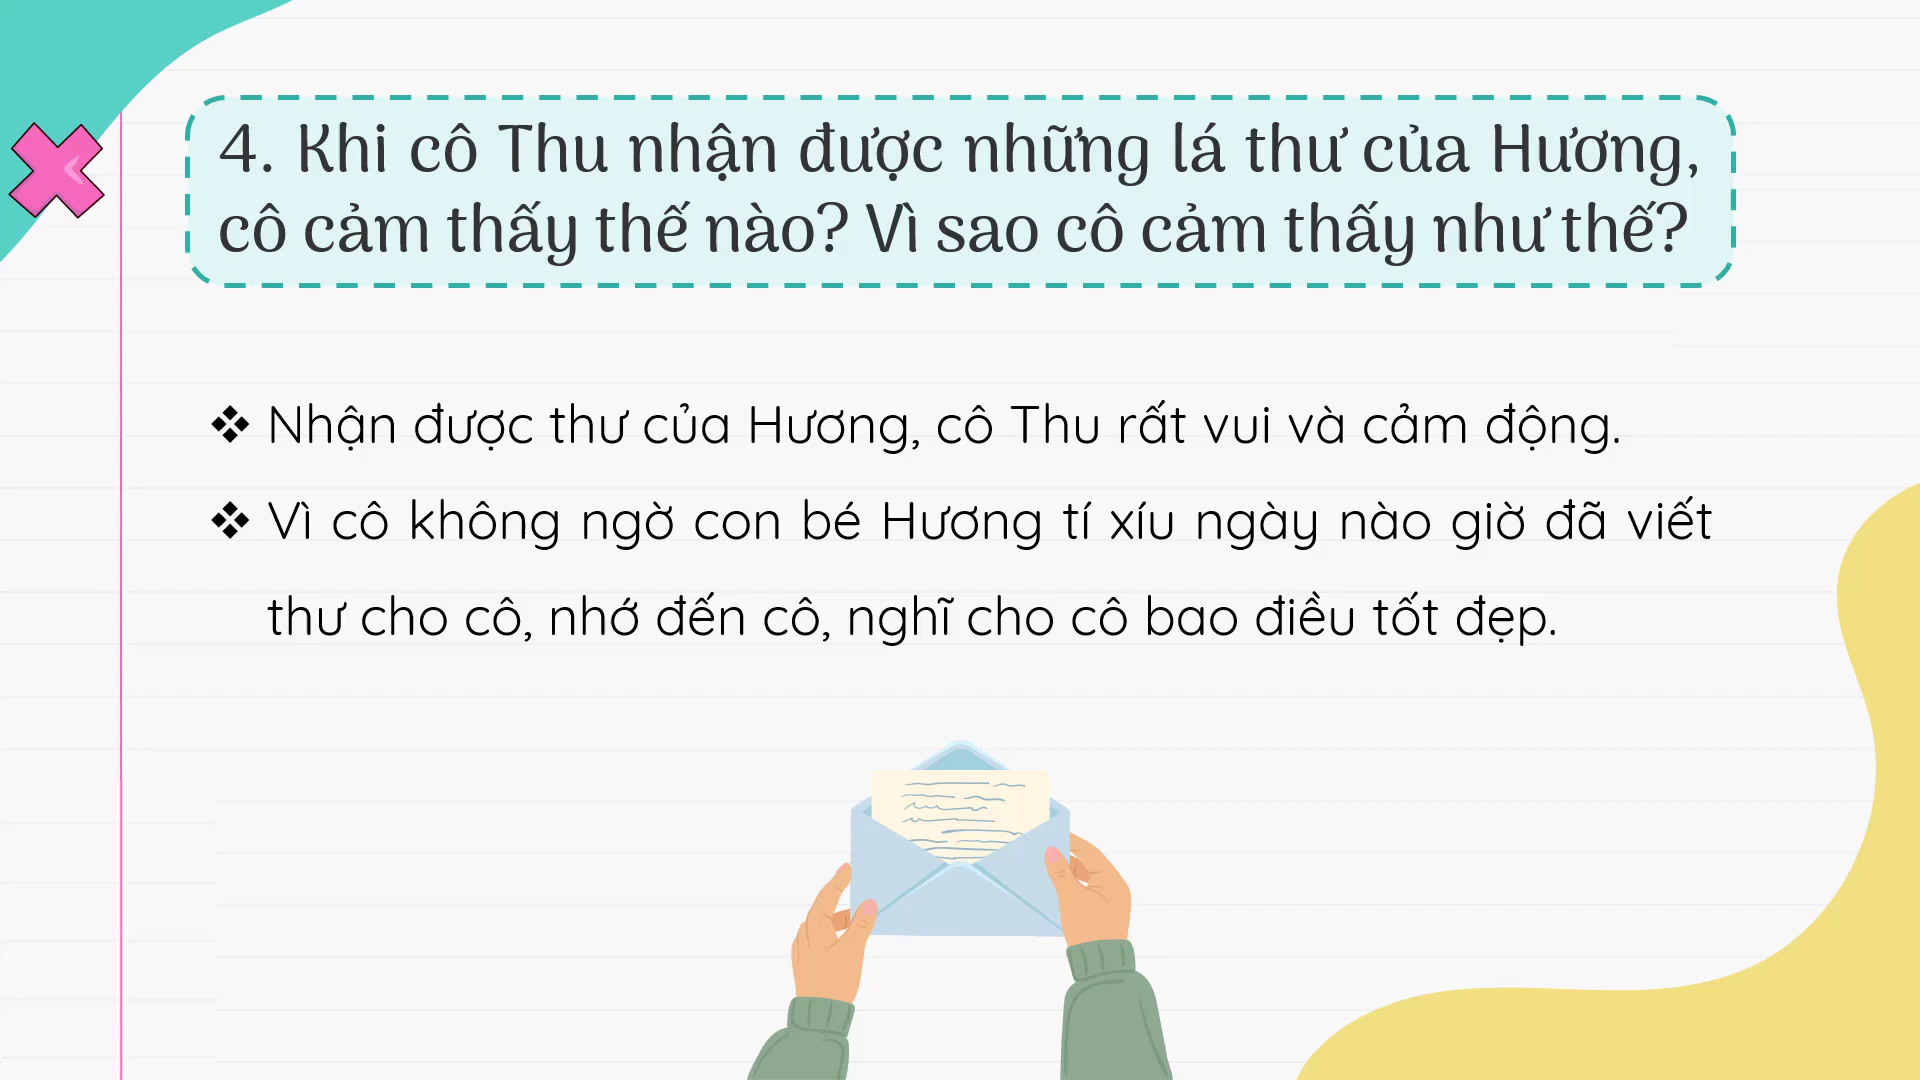 4. Khi cô Thu nhận được những lá thư của Hương,
cô cảm thấy thế nào? Vì sao cô cảm thấy như thế?
❖ Nhận được thư của Hương, cô Thu rất vui và cảm động.
❖ Vì cô không ngờ con bé Hương tí xíu ngày nào giờ đã viết
thư cho cô, nhớ đến cô, nghĩ cho cô bao điều tốt đẹp.